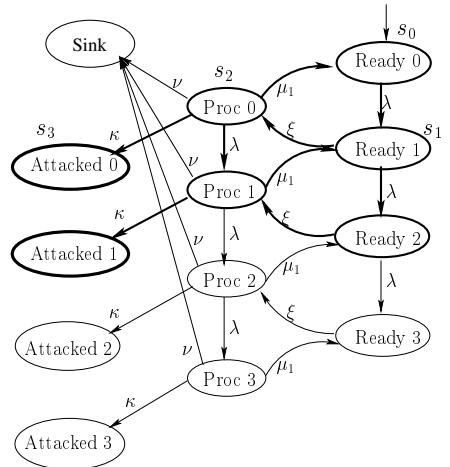 s0
Sink
Ready 0
s2
ν
μ1
Proc 0
λ
s3
κ
ξ
s1
Attacked 0
λ
Ready 1
ν
μ1
Proc 1
λ
κ
ξ
Attacked 1
λ
Ready 2
ν
μ1
Proc 2
λ
κ
ξ
Attacked 2
λ
Ready 3
ν
μ1
Proc 3
κ
Attacked 3